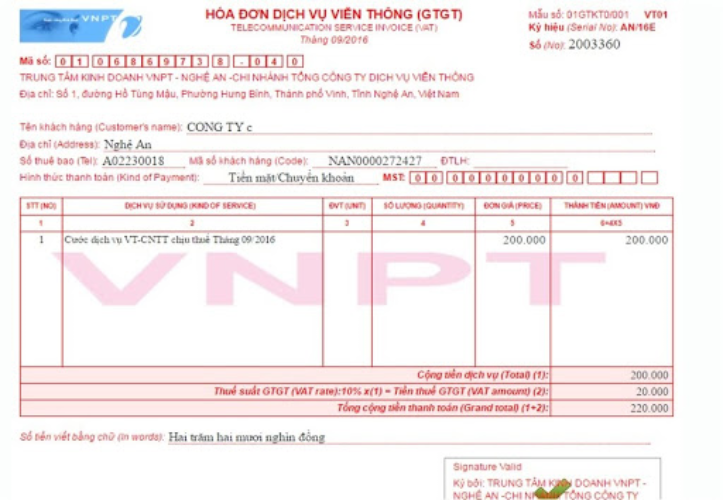 VNPT
HÓA ĐƠN DỊCH VỤ VIỄN THÔNG (GTGT)
TELECOMMUNICATION SERVICE INVOICE (VAT)
Tháng 09/2016
Mẫu số: 01GTKT0/001 VT01
Ký hiệu (Serial No): AN/16E
Số (No): 2003360
Mã số: 0 1 0 6 8 6 9 7 3 8 - 0 4 0
TRUNG TÂM KINH DOANH VNPT - NGHỆ AN -CHI NHÁNH TỔNG CÔNG TY DỊCH VỤ VIỄN THÔNG
Địa chỉ: Số 1, đường Hồ Tùng Mậu, Phường Hưng Bình, Thành phố Vinh, Tỉnh Nghệ An, Việt Nam
Tên khách hàng (Customer's name): CONG TY c
Địa chỉ (Address): Nghệ An
Số thuê bao (Tel): A02230018 Mã số khách hàng (Code): NAN0000272427 ĐTLH:
Hình thức thanh toán (Kind of Payment): Tiền mặt/Chuyển khoản MST: 0 0 0 0 0 0 0 0 0 0
STT (NO) DỊCH VỤ SỬ DỤNG (KIND OF SERVICE) ĐVT (UNIT) SỐ LƯỢNG (QUANTITY) ĐƠN GIÁ (PRICE) THÀNH TIỀN (AMOUNT) VNĐ
1 2 3 4 5 6=4X5
1 Cước dịch vụ VT-CNTT chịu thuế Tháng 09/2016 200.000 200.000
VNPT
Cộng tiền dịch vụ (Total) (1): 200.000
Thuế suất GTGT (VAT rate):10% x(1) = Tiền thuế GTGT (VAT amount) (2): 20.000
Tổng cộng tiền thanh toán (Grand total) (1+2): 220.000
Số tiền viết bằng chữ (In words): Hai trăm hai mươi nghìn đồng
Signature Valid
Ký bởi: TRUNG TÂM KINH DOANH VNPT -
NGHỆ AN -CHI NHÁNH TỔNG CÔNG TY